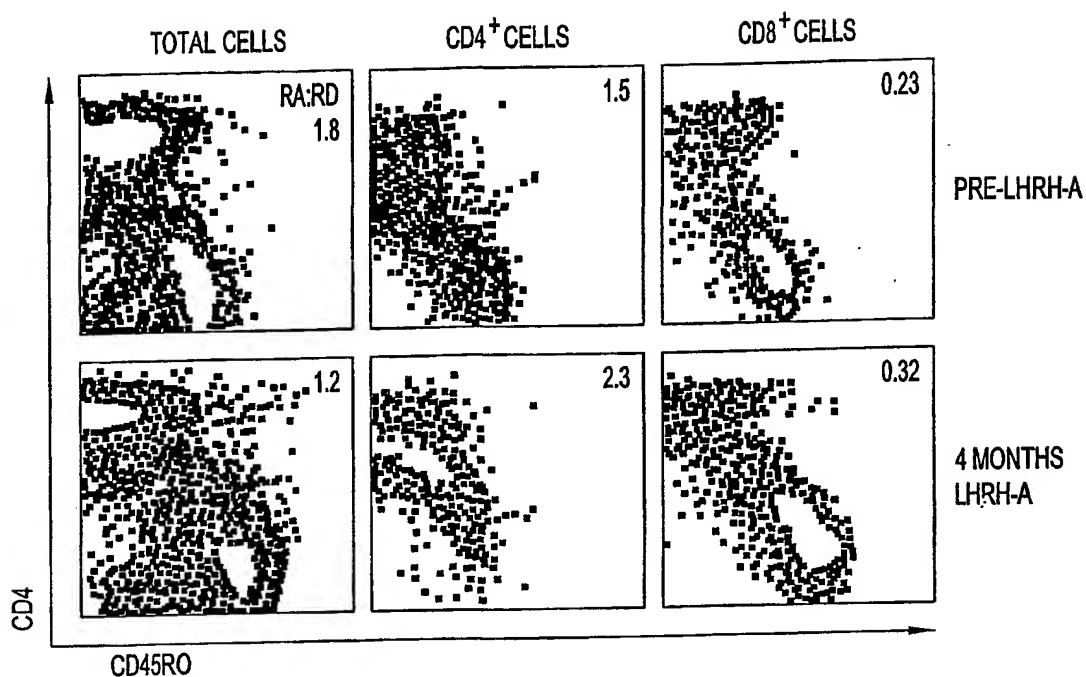 TOTAL CELLS
CD4+ CELLS
CD8+ CELLS
RA:RD
1.8
1.5
0.23
PRE-LHRH-A
1.2
2.3
0.32
4 MONTHS
LHRH-A
CD4
CD45RO